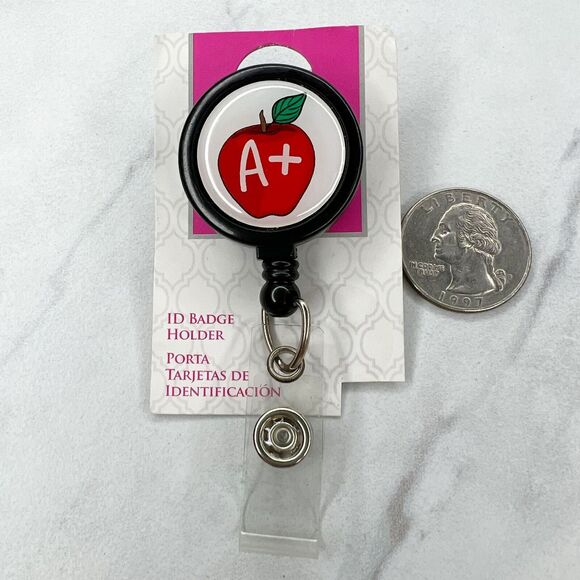 A+
ID BADGE
HOLDER
PORTA
TARJETAS DE
IDENTIFICACIÓN
LIBERTY
IN GOD WE
TRUST
1997